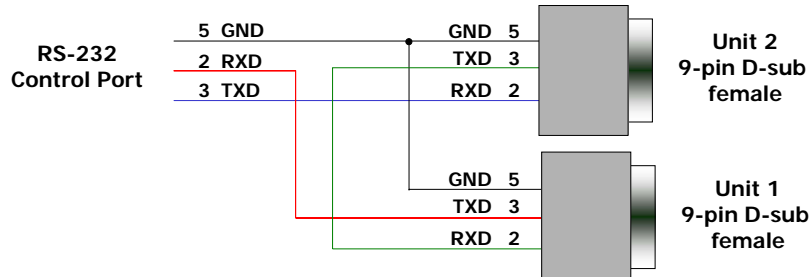 RS-232
Control Port
5 GND
2 RXD
3 TXD
GND 5
TXD 3
RXD 2
Unit 2
9-pin D-sub
female
GND 5
TXD 3
RXD 2
Unit 1
9-pin D-sub
female